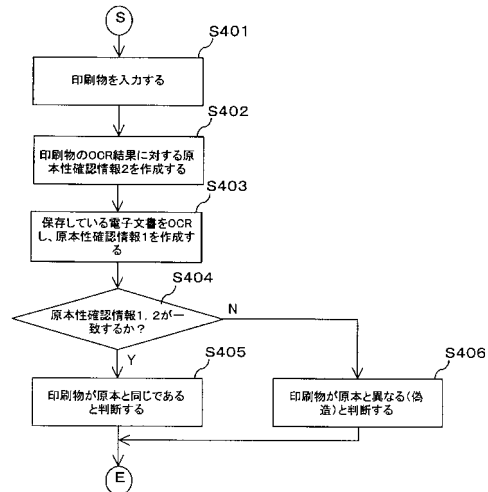 S
S401
印刷物を入力する
S402
印刷物のOCR結果に対する原
本性確認情報2を作成する
S403
保存している電子文書をOCR
し、原本性確認情報1を作成す
る
S404
原本性確認情報1，2が一
致するか？
N
Y
S405
印刷物が原本と同じである
と判断する
S406
印刷物が原本と異なる（偽
造）と判断する
E